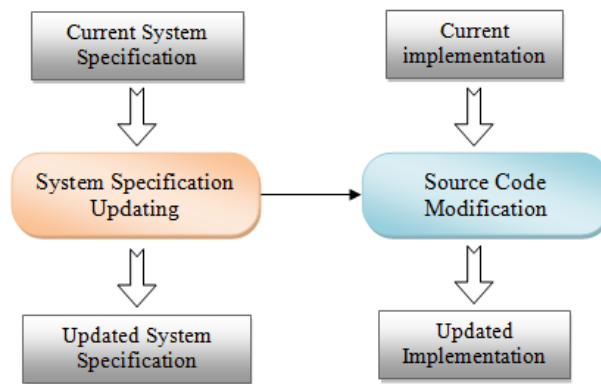 Current System
Specification
Current
implementation
System Specification
Updating
Source Code
Modification
Updated System
Specification
Updated
Implementation